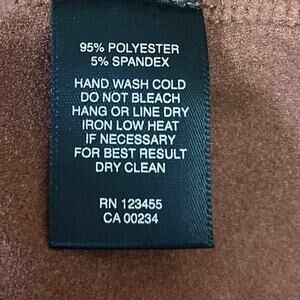 95% POLYESTER
5% SPANDEX
HAND WASH COLD
DO NOT BLEACH
HANG OR LINE DRY
IRON LOW HEAT
IF NECESSARY
FOR BEST RESULT
DRY CLEAN
RN 123455
CA 00234